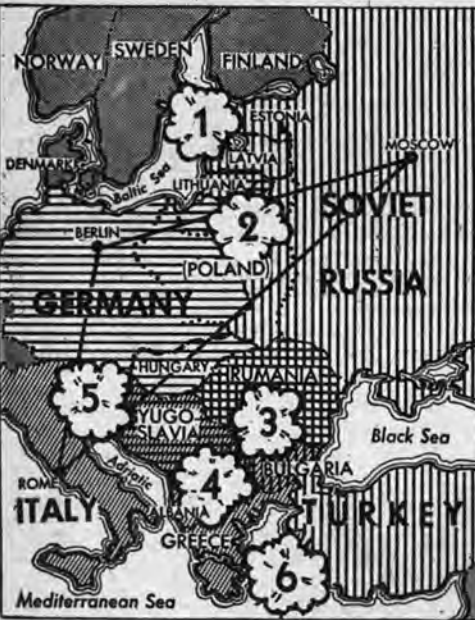 NORWAY
SWEDEN
FINLAND
1
ESTONIA
MOSCOW
LATVIA
DENMARK
Baltic Sea
LITHUANIA
SOVIET
RUSSIA
2
BERLIN
(POLAND)
GERMANY
HUNGARY
RUMANIA
5
YUGO-
SLAVIA
3
Black Sea
BULGARIA
ROME
Adriatic
4
ITALY
ALBANIA
TURKEY
GREECE
6
Mediterranean Sea